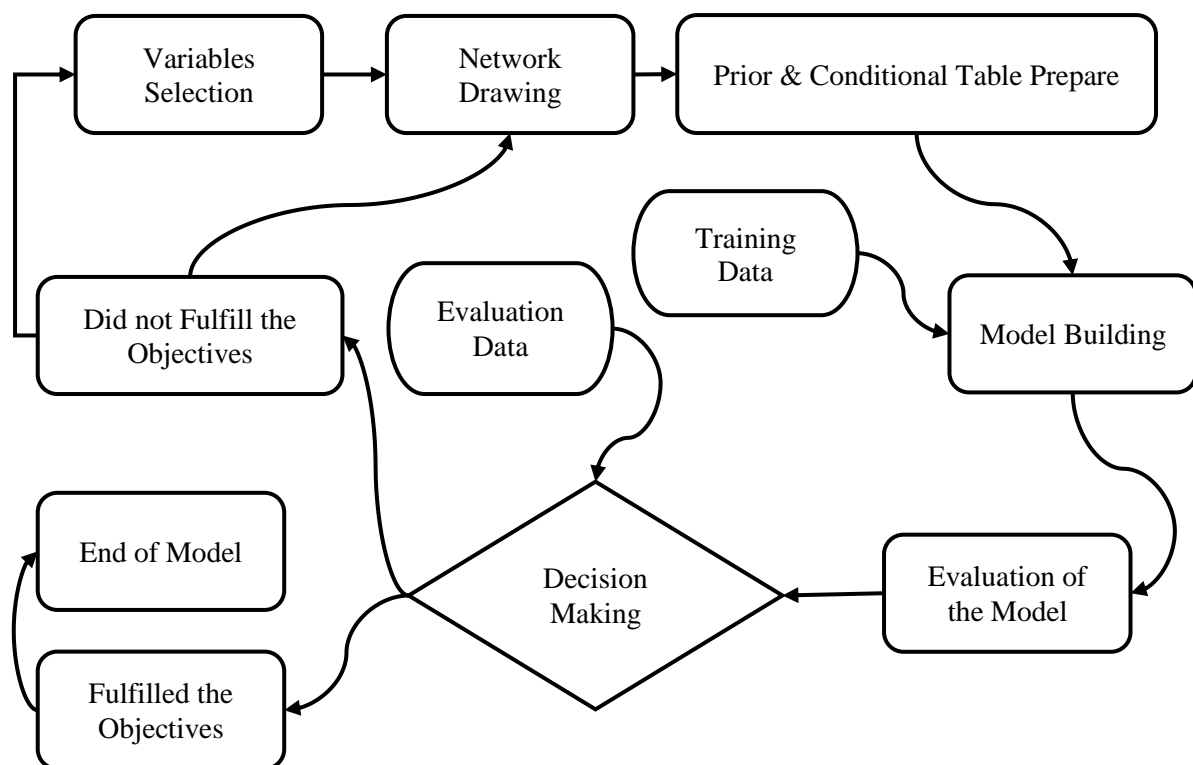 Variables
Selection
Network
Drawing
Prior & Conditional Table Prepare
Training
Data
Did not Fulfill the
Objectives
Evaluation
Data
Model Building
End of Model
Decision
Making
Evaluation of
the Model
Fulfilled the
Objectives